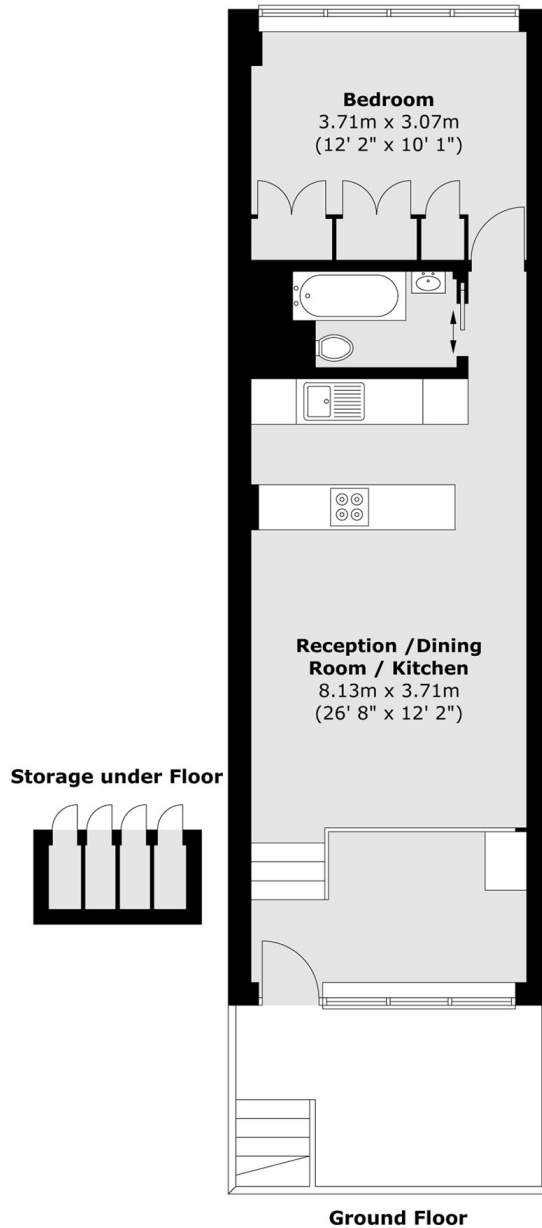 Bedroom
3.71m x 3.07m
(12' 2" x 10' 1")
Reception /Dining
Room / Kitchen
8.13m x 3.71m
(26' 8" x 12' 2")
Storage under Floor
Ground Floor